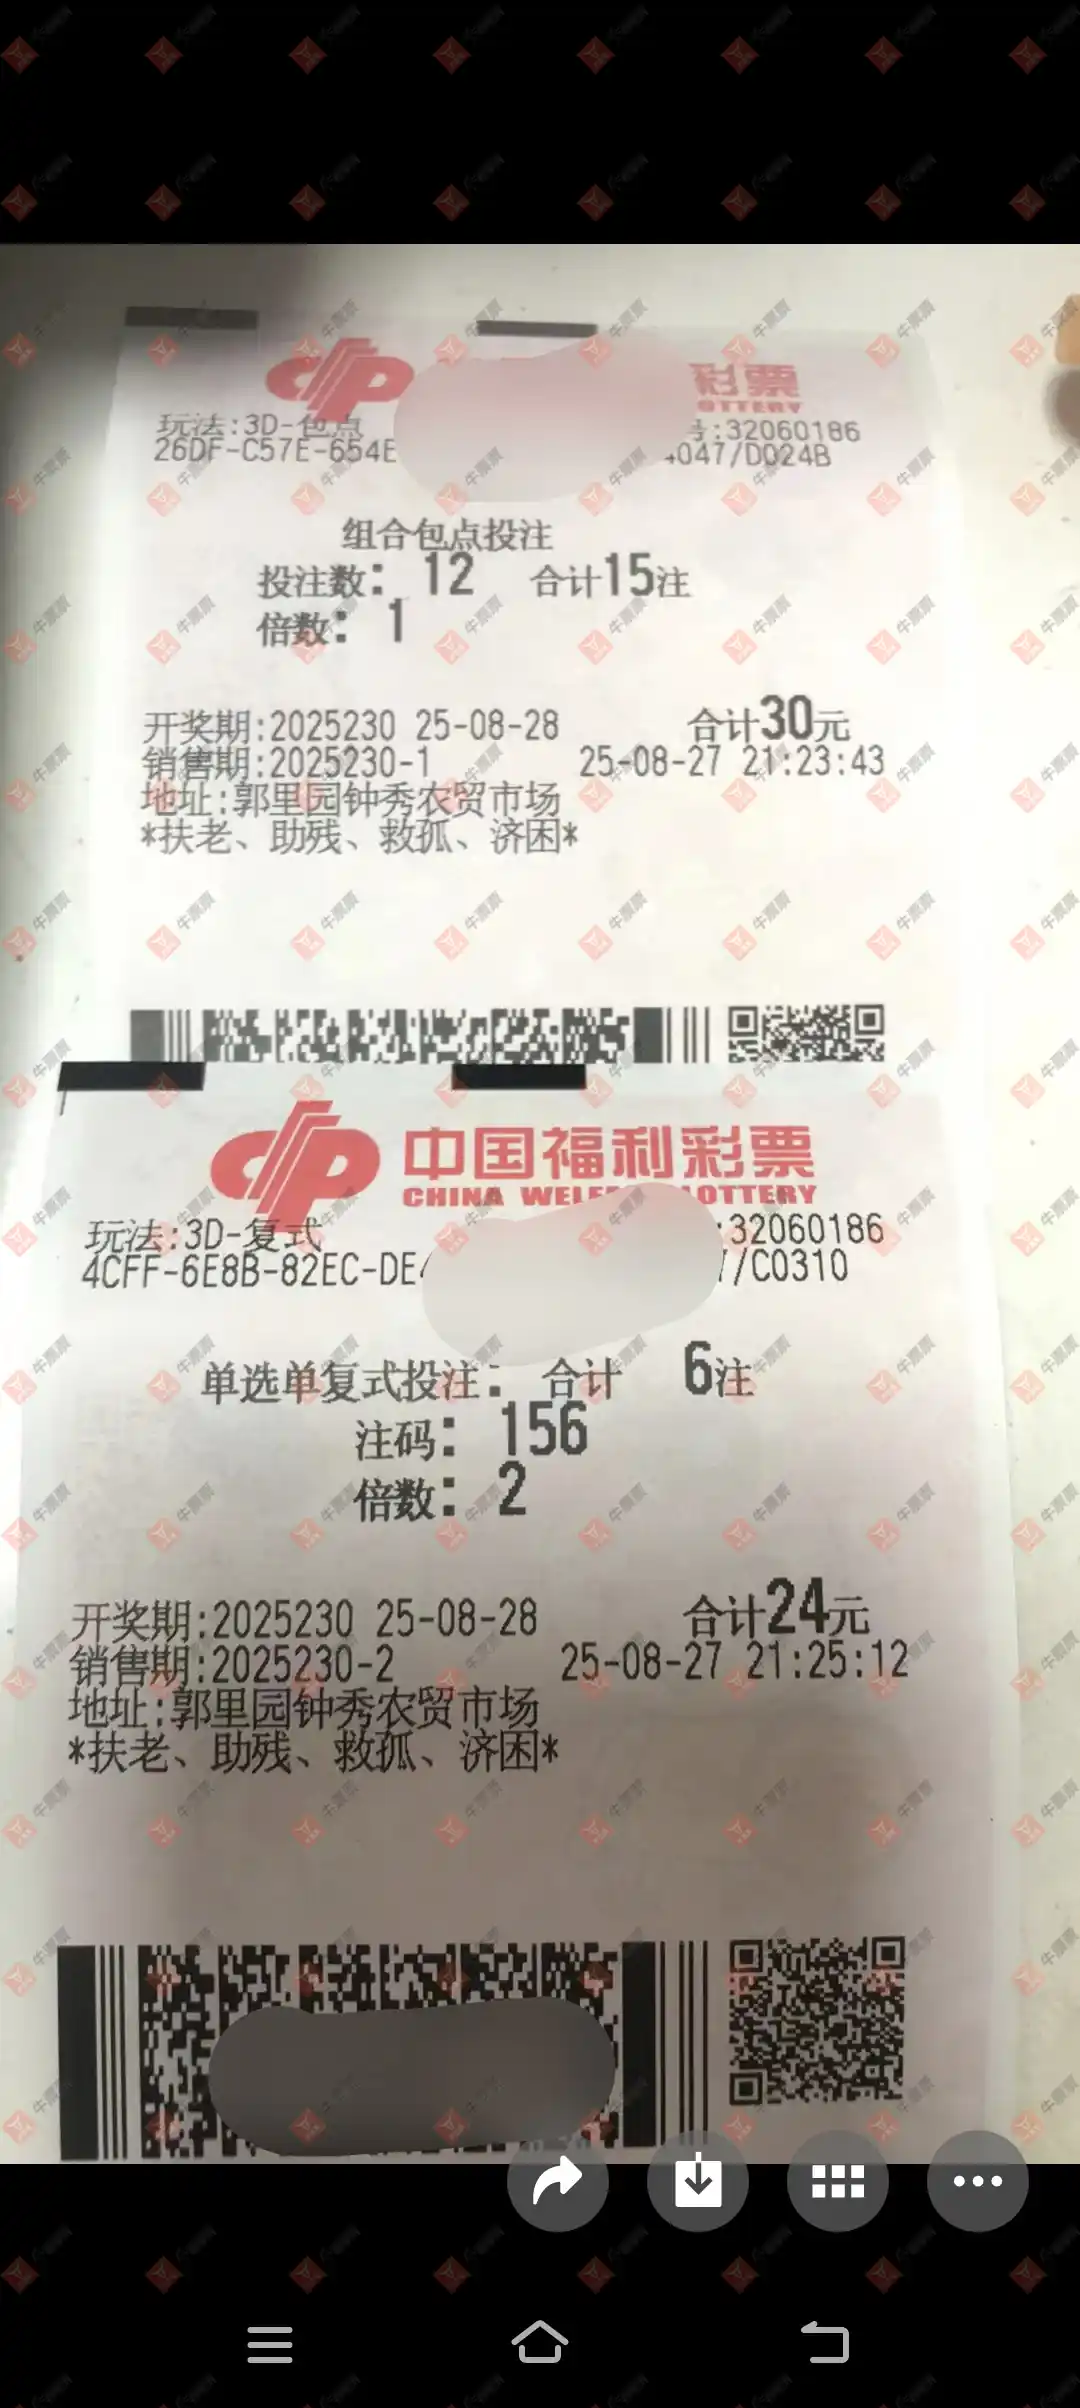 彩票
OTTERY
玩法:3D-包点
号:32060186
26DF-C57E-654E
4047/D024B
组合包点投注
投注数: 12 合计15注
倍数: 1
开奖期:2025230 25-08-28 合计30元
销售期:2025230-1 25-08-27 21:23:43
地址:郭里园钟秀农贸市场
*扶老、助残、救孤、济困*
中国福利彩票
CHINA WELF OTTERY
玩法:3D-复式 :32060186
4CFF-6E8B-82EC-DE4 7/C0310
单选单复式投注: 合计 6注
注码: 156
倍数: 2
开奖期:2025230 25-08-28 合计24元
销售期:2025230-2 25-08-27 21:25:12
地址:郭里园钟秀农贸市场
*扶老、助残、救孤、济困*
牛票票